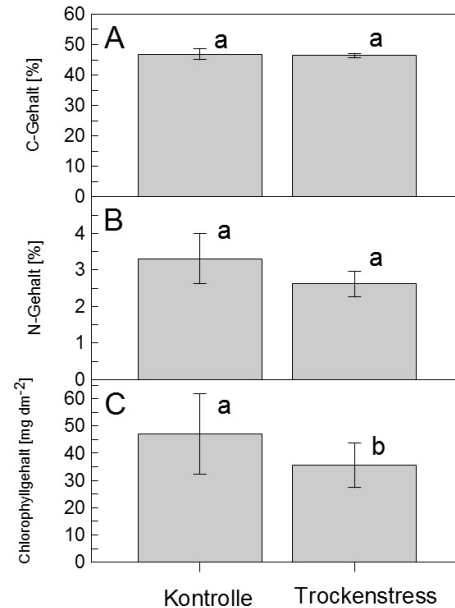 A
C-Gehalt [%]
60
50
40
30
20
10
0
a
a
B
N-Gehalt [%]
4
3
2
1
0
a
a
C
Chlorophyllgehalt [mg dm⁻²]
60
50
40
30
20
10
0
a
b
Kontrolle
Trockenstress